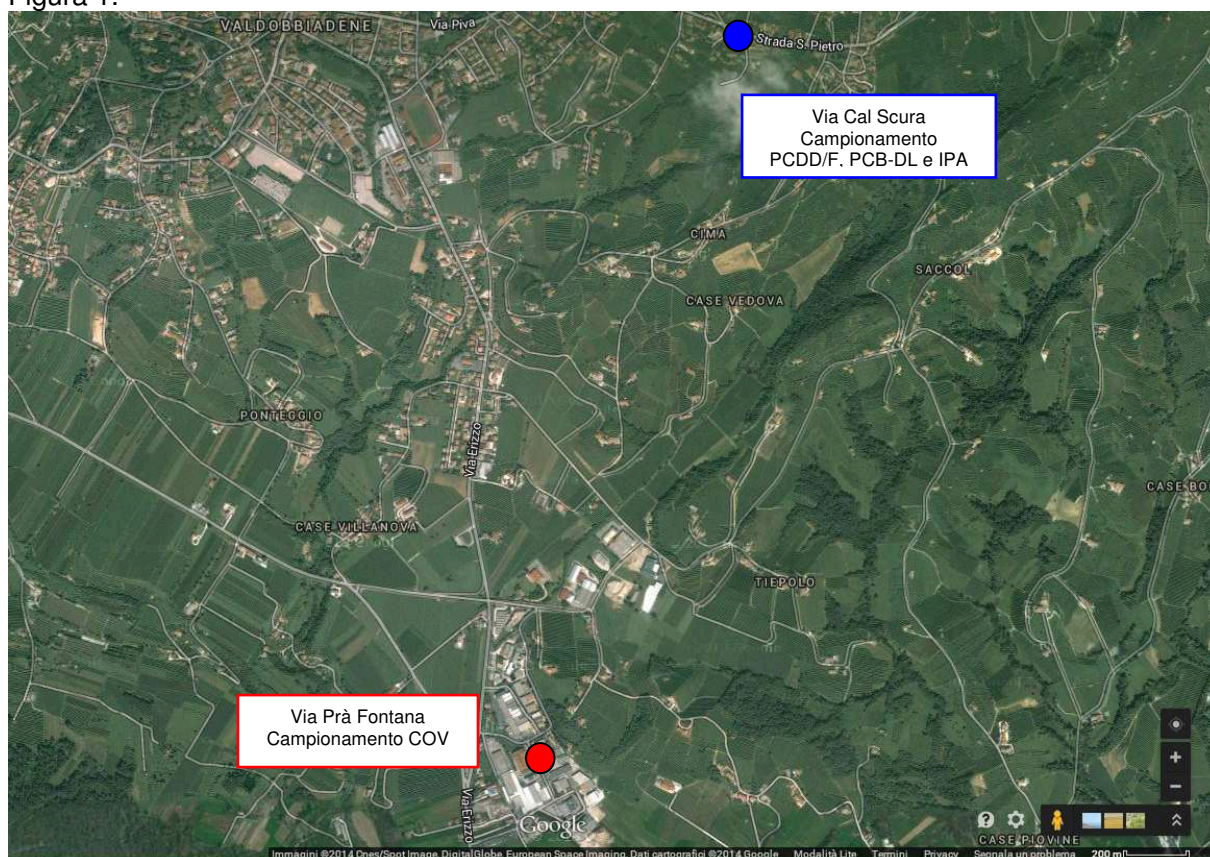 Figura 1.
VALDOBBIADENE
Via Piva
Strada S. Pietro
Via Cal Scura
Campionamento
PCDD/F, PCB-DL e IPA
CIMA
SACCOL
CASE VEDOVA
PONTEGGIO
Via Erizzo
CASE BO
CASE VILLANOVA
TIEPOLO
Via Prà Fontana
Campionamento COV
Via Erizzo
Google
CASE PIOVINE
Immagini ©2014 Cnes/Spot Image, DigitalGlobe, European Space Imaging, Dati cartografici ©2014 Google Modalità Lite Termini Privacy Segnala un problema 200 m